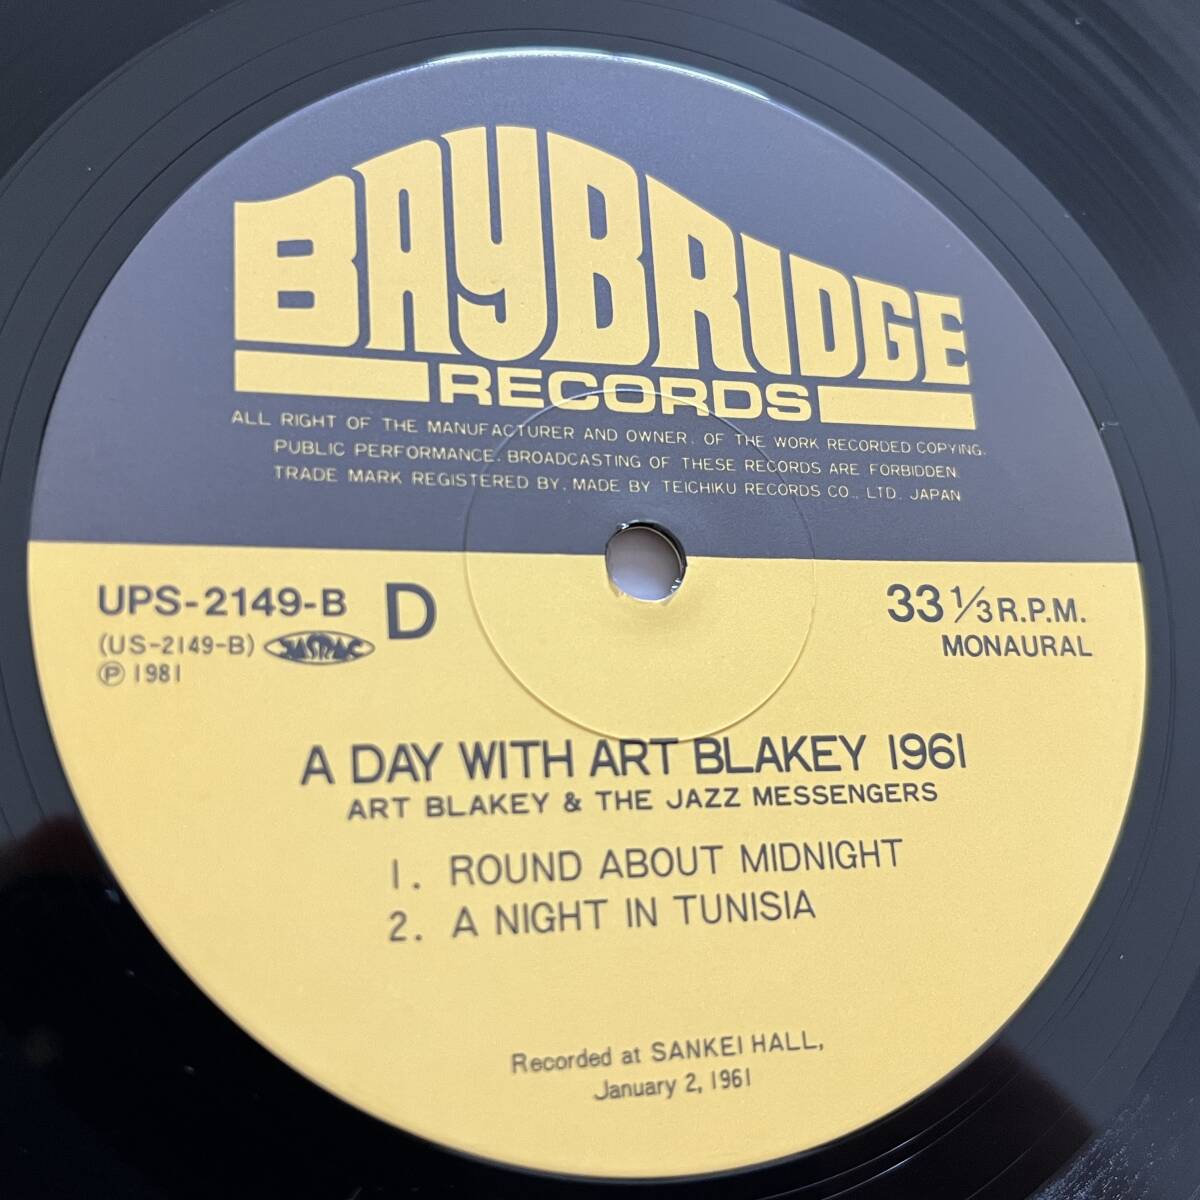 BAYBRIDGE
RECORDS
ALL RIGHT OF THE MANUFACTURER AND OWNER. OF THE WORK RECORDED COPYING.
PUBLIC PERFORMANCE. BROADCASTING OF THESE RECORDS ARE FORBIDDEN.
TRADE MARK REGISTERED BY, MADE BY TEICHIKU RECORDS CO., LTD. JAPAN
UPS-2149-B D
(US-2149-B) JASRAC
Ⓟ 1981
33 1/3 R.P.M.
MONAURAL
A DAY WITH ART BLAKEY 1961
ART BLAKEY & THE JAZZ MESSENGERS
1. ROUND ABOUT MIDNIGHT
2. A NIGHT IN TUNISIA
Recorded at SANKEI HALL,
January 2, 1961